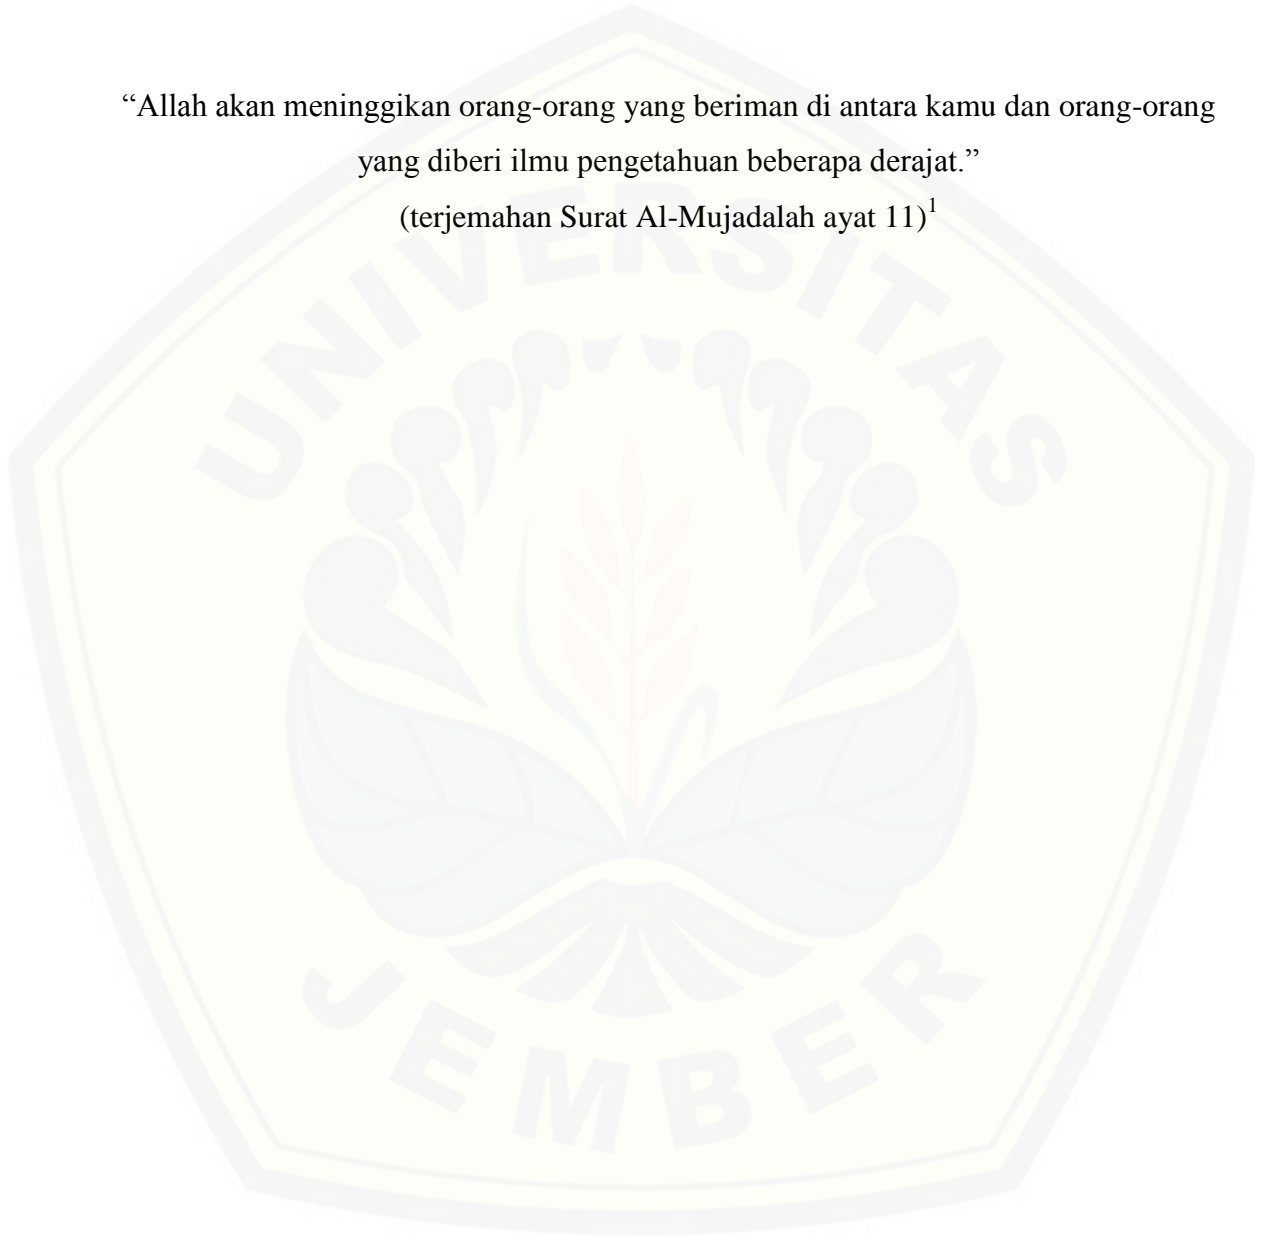 “Allah akan meninggikan orang-orang yang beriman di antara kamu dan orang-orang
yang diberi ilmu pengetahuan beberapa derajat.”
(terjemahan Surat Al-Mujadalah ayat 11)¹
UNIVERSITAS
JEMBER